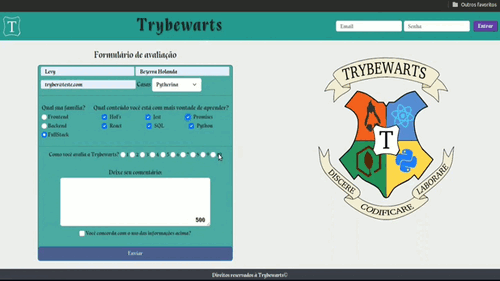 Outros favoritos
T
Trybewarts
Email
Senha
Entrar
Formulário de avaliação
Levy
Bezerra Holanda
Casa:
Pytherina
Qual sua família?
Frontend
Backend
FullStack
Qual conteúdo você está com mais vontade de aprender?
HoFs
Jest
Promises
React
SQL
Python
Como você avalia a Trybewarts?
Deixe seu comentário:
500
Você concorda com o uso das informações acima?
Enviar
TRYBEWARTS
T
DISCERE
CODIFICARE
LABORARE
Direitos reservados à Trybewarts©